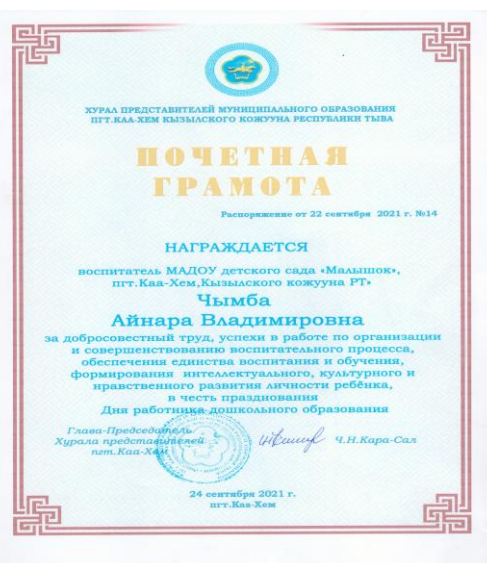 ХУРАЛ ПРЕДСТАВИТЕЛЕЙ МУНИЦИПАЛЬНОГО ОБРАЗОВАНИЯ
ПГТ.КАА-ХЕМ КЫЗЫЛСКОГО КОЖУУНА РЕСПУБЛИКИ ТЫВА
ПОЧЕТНАЯ
ГРАМОТА
Распоряжение от 22 сентября 2021 г. №14
НАГРАЖДАЕТСЯ
воспитатель МАДОУ детского сада «Малышок»,
пгт.Каа-Хем,Кызылского кожууна РТ»
Чымба
Айнара Владимировна
за добросовестный труд, успехи в работе по организации
и совершенствованию воспитательного процесса,
обеспечения единства воспитания и обучения,
формирования интеллектуального, культурного и
нравственного развития личности ребёнка,
в честь празднования
Дня работника дошкольного образования
Глава-Председатель
Хурала представителей
пгт.Каа-Хем
Ч.Н.Кара-Сал
24 сентября 2021 г.
пгт.Каа-Хем